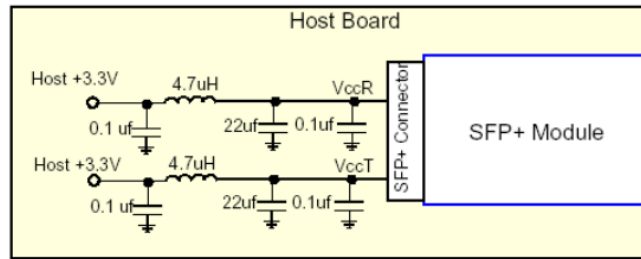 Host Board
Host +3.3V
4.7uH
VccR
0.1 uf
22uf
0.1uf
Host +3.3V
4.7uH
VccT
0.1 uf
22uf
0.1uf
SFP+ Connector
SFP+ Module